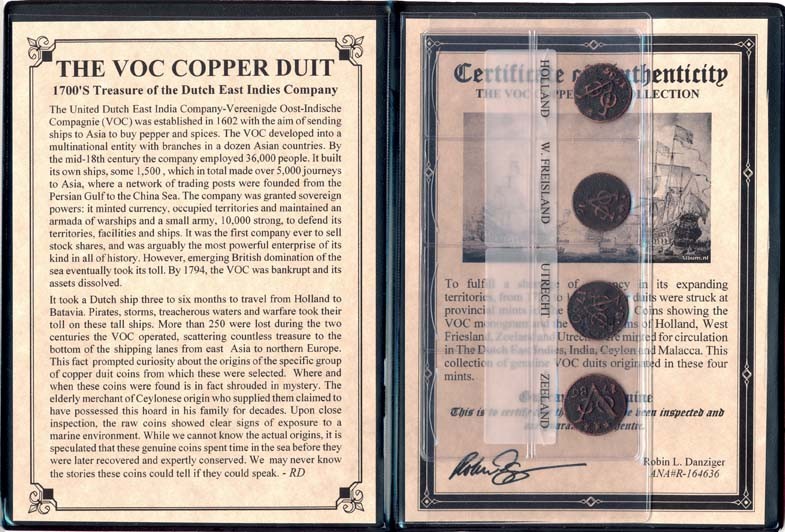 THE VOC COPPER DUIT
1700'S Treasure of the Dutch East Indies Company
The United Dutch East India Company-Vereenigde Oost-Indische
Compagnie (VOC) was established in 1602 with the aim of sending
ships to Asia to buy pepper and spices. The VOC developed into a
multinational entity with branches in a dozen Asian countries. By
the mid-18th century the company employed 36,000 people. It built
its own ships, some 1,500 , which in total made over 5,000 journeys
to Asia, where a network of trading posts were founded from the
Persian Gulf to the China Sea. The company was granted sovereign
powers: it minted currency, occupied territories and maintained an
armada of warships and a small army, 10,000 strong, to defend its
territories, facilities and ships. It was the first company ever to sell
stock shares, and was arguably the most powerful enterprise of its
kind in all of history. However, emerging British domination of the
sea eventually took its toll. By 1794, the VOC was bankrupt and its
assets dissolved.
It took a Dutch ship three to six months to travel from Holland to
Batavia. Pirates, storms, treacherous waters and warfare took their
toll on these tall ships. More than 250 were lost during the two
centuries the VOC operated, scattering countless treasure to the
bottom of the shipping lanes from east Asia to northern Europe.
This fact prompted curiosity about the origins of the specific group
of copper duit coins from which these were selected. Where and
when these coins were found is in fact shrouded in mystery. The
elderly merchant of Ceylonese origin who supplied them claimed to
have possessed this hoard in his family for decades. Upon close
inspection, the raw coins showed clear signs of exposure to a
marine environment. While we cannot know the actual origins, it is
speculated that these genuine coins spent time in the sea before they
were later recovered and expertly conserved. We may never know
the stories these coins could tell if they could speak. - RD
Certificate of Authenticity
THE VOC COPPER COLLECTION
HOLLAND
W. FREISLAND
UTRECHT
ZEELAND
Album.nl
To fulfill a of in its expanding
territories, from duits were struck at
provincial mints Coins showing the
VOC monogram and the of Holland, West
Friesland, Zeeland and Utrecht were minted for circulation
in The Dutch East Indies, India, Ceylon and Malacca. This
collection of genuine VOC duits originated in these four
mints.
This is to certify been inspected and
Robin L. Danziger
ANA#R-164636